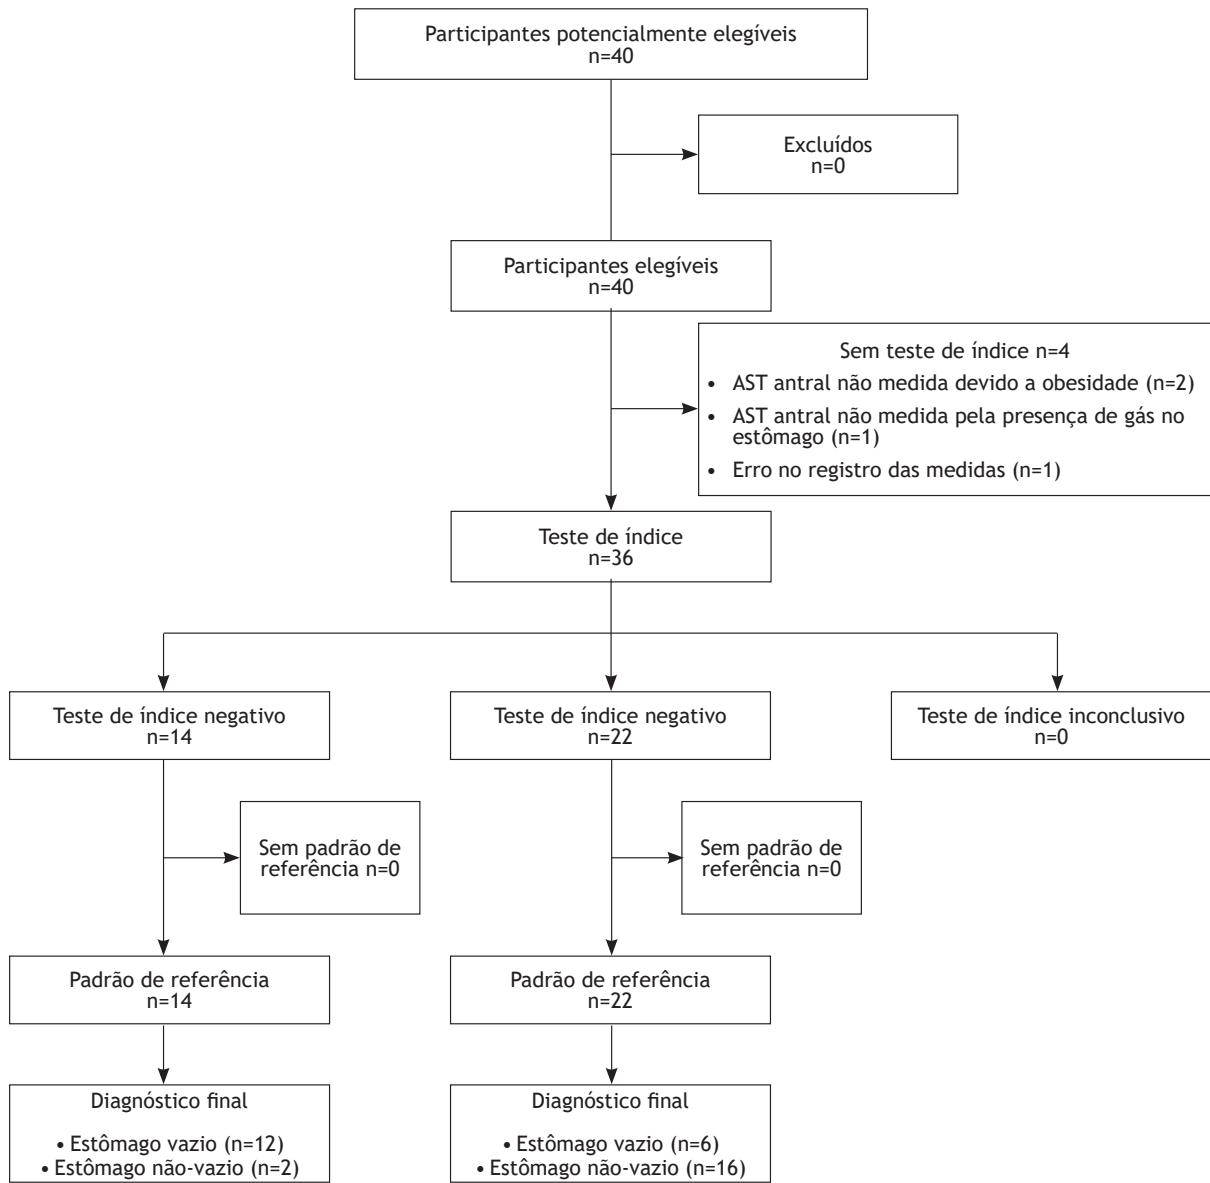 Participantes potencialmente elegíveis
n=40
Excluídos
n=0
Participantes elegíveis
n=40
Sem teste de índice n=4
• AST antral não medida devido a obesidade (n=2)
• AST antral não medida pela presença de gás no
estômago (n=1)
• Erro no registro das medidas (n=1)
Teste de índice
n=36
Teste de índice negativo
n=14
Teste de índice negativo
n=22
Teste de índice inconclusivo
n=0
Sem padrão de
referência n=0
Sem padrão de
referência n=0
Padrão de referência
n=14
Padrão de referência
n=22
Diagnóstico final
• Estômago vazio (n=12)
• Estômago não-vazio (n=2)
Diagnóstico final
• Estômago vazio (n=6)
• Estômago não-vazio (n=16)